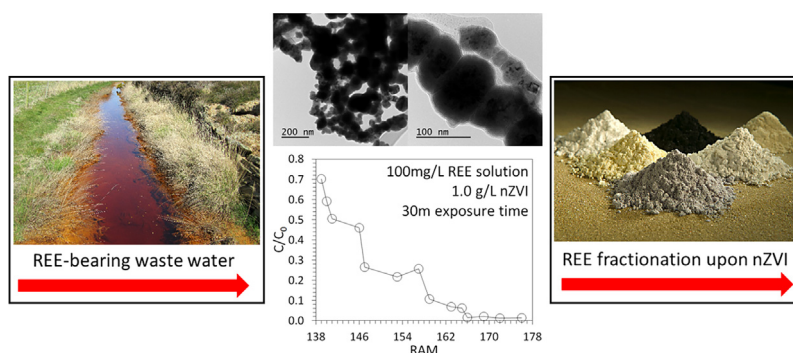 REE-bearing waste water
200 nm
100 nm
100mg/L REE solution
1.0 g/L nZVI
30m exposure time
C/C0
0.8
0.7
0.6
0.5
0.4
0.3
0.2
0.1
0.0
138 146 154 162 170 178
RAM
REE fractionation upon nZVI